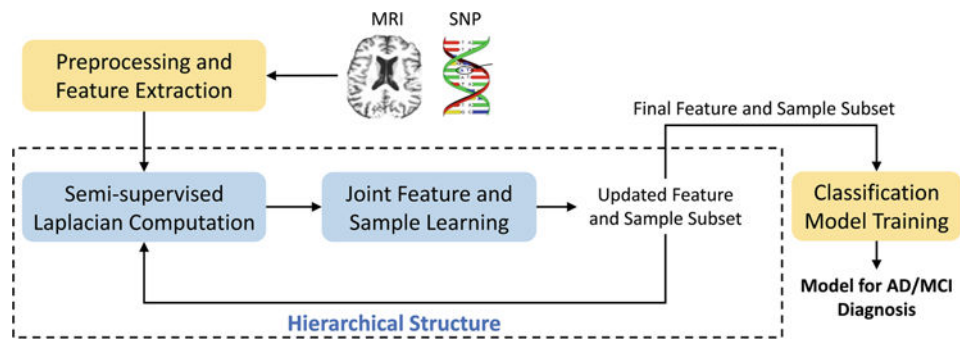 MRI
SNP
Preprocessing and
Feature Extraction
Final Feature and Sample Subset
Semi-supervised
Laplacian Computation
Joint Feature and
Sample Learning
Updated Feature
and Sample Subset
Classification
Model Training
Model for AD/MCI
Diagnosis
Hierarchical Structure